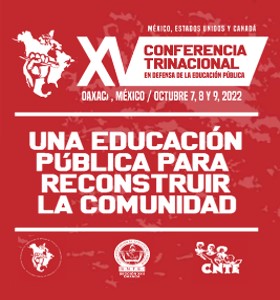 MÉXICO, ESTADOS UNIDOS Y CANADÁ
XV
CONFERENCIA
TRINACIONAL
EN DEFENSA DE LA EDUCACIÓN PÚBLICA
OAXACA, MÉXICO / OCTUBRE 7, 8 Y 9, 2022
UNA EDUCACIÓN
PÚBLICA PARA
RECONSTRUIR
LA COMUNIDAD
CNTE